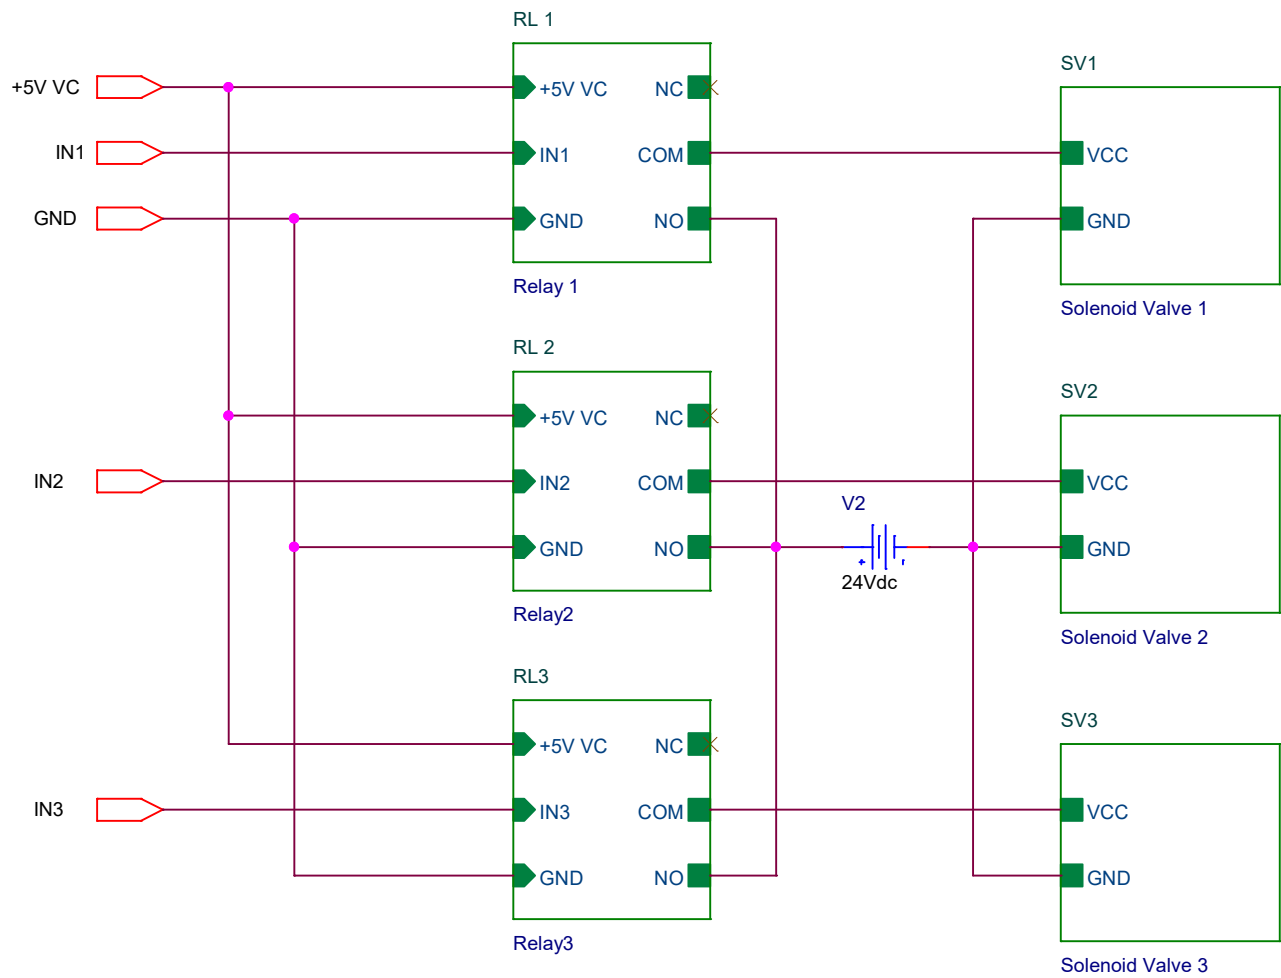 RL 1
+5V VC
+5V VC
NC
SV1
IN1
IN1
COM
VCC
GND
GND
NO
GND
Relay 1
Solenoid Valve 1
RL 2
+5V VC
NC
SV2
IN2
IN2
COM
VCC
V2
GND
NO
GND
24Vdc
Relay2
Solenoid Valve 2
RL3
+5V VC
NC
SV3
IN3
IN3
COM
VCC
GND
NO
GND
Relay3
Solenoid Valve 3